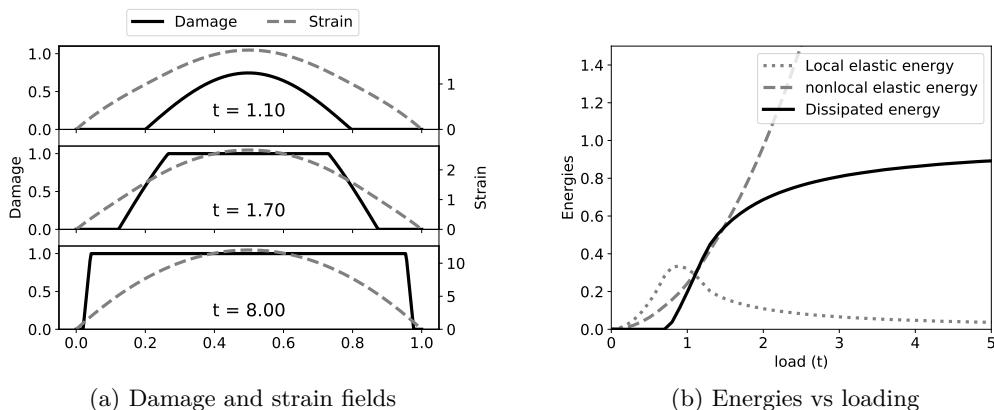 Damage Strain
1.0
0.5
0.0
1
0
t = 1.10
1.0
0.5
0.0
2
1
0
t = 1.70
1.0
0.5
0.0
10
5
0
t = 8.00
Damage
Strain
0.0 0.2 0.4 0.6 0.8 1.0
(a) Damage and strain fields
Local elastic energy
nonlocal elastic energy
Dissipated energy
1.4
1.2
1.0
0.8
0.6
0.4
0.2
0.0
Energies
0 1 2 3 4 5
load (t)
(b) Energies vs loading